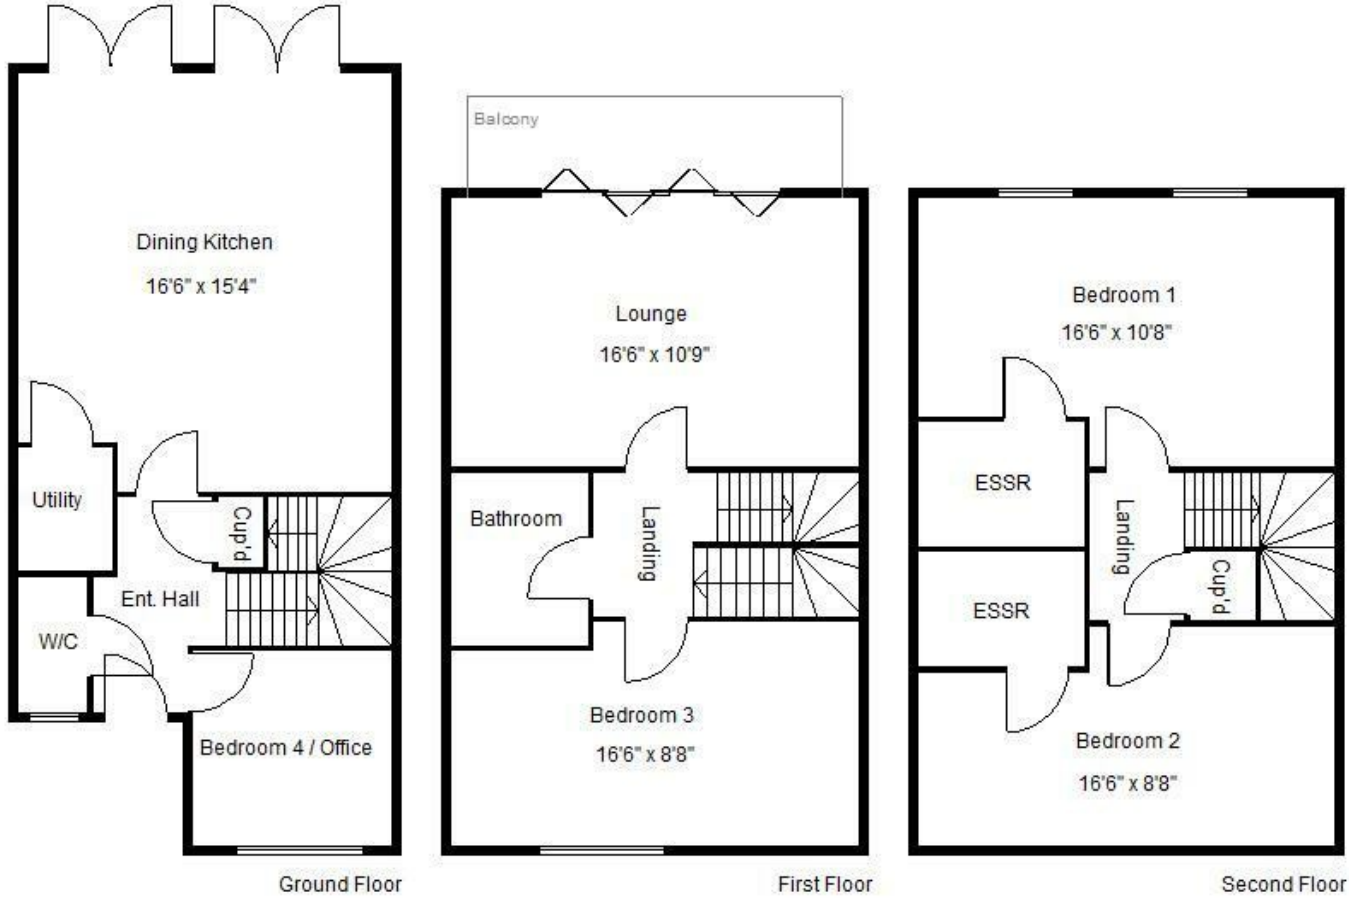 Dining Kitchen
16'6" x 15'4"
Utility
Cup'd
Ent. Hall
W/C
Bedroom 4 / Office
Ground Floor
Balcony
Lounge
16'6" x 10'9"
Bathroom
Landing
Bedroom 3
16'6" x 8'8"
First Floor
Bedroom 1
16'6" x 10'8"
ESSR
Landing
Cup'd
ESSR
Bedroom 2
16'6" x 8'8"
Second Floor